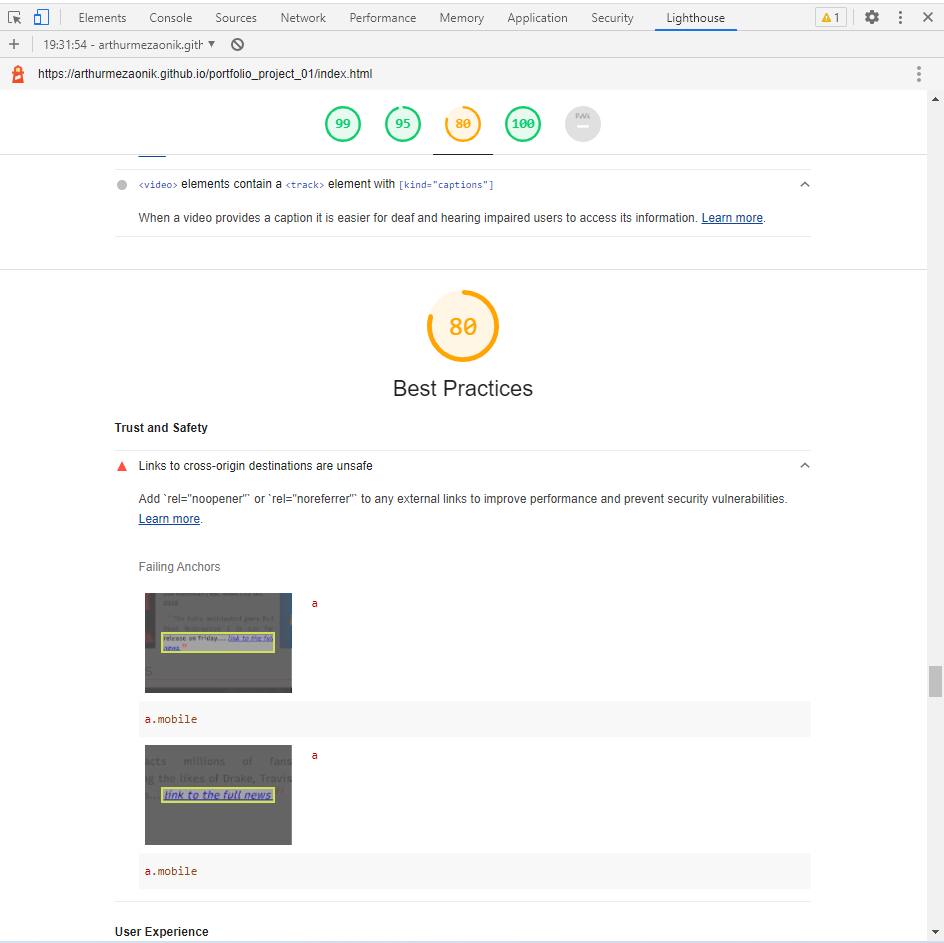 Elements Console Sources Network Performance Memory Application Security Lighthouse 1
19:31:54 - arthurmezaonik.gith
https://arthurmezaonik.github.io/portfolio_project_01/index.html
99 95 80 100 PWA
<video> elements contain a <track> element with [kind="captions"]
When a video provides a caption it is easier for deaf and hearing impaired users to access its information. Learn more.
80
Best Practices
Trust and Safety
Links to cross-origin destinations are unsafe
Add `rel="noopener"` or `rel="noreferrer"` to any external links to improve performance and prevent security vulnerabilities.
Learn more.
Failing Anchors
a
release on Friday... link to the full
news."
a.mobile
a
acts millions of fans
g the likes of Drake, Travis
s... link to the full news."
a.mobile
User Experience